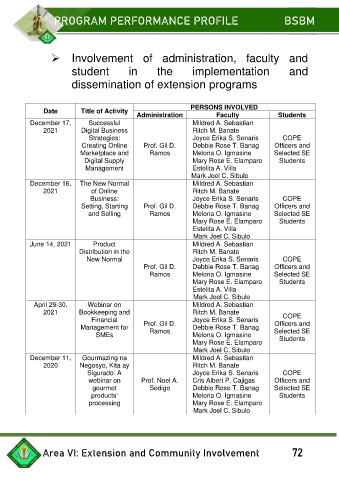 PROGRAM PERFORMANCE PROFILE BSBM
➢ Involvement of administration, faculty and
student in the implementation and
dissemination of extension programs
Date Title of Activity PERSONS INVOLVED
Administration Faculty Students
December 17, 2021
Successful Digital Business Strategies: Creating Online Marketplace and Digital Supply Management
Prof. Gil D. Ramos
Mildred A. Sebastian
Ritch M. Banate
Joyce Erika S. Senaris
Debbie Rose T. Banag
Melona O. Igmasine
Mary Rose E. Elamparo
Estelita A. Villa
Mark Joel C. Sibulo
COPE Officers and Selected SE Students
December 16, 2021
The New Normal of Online Business: Setting, Starting and Selling
Prof. Gil D. Ramos
Mildred A. Sebastian
Ritch M. Banate
Joyce Erika S. Senaris
Debbie Rose T. Banag
Melona O. Igmasine
Mary Rose E. Elamparo
Estelita A. Villa
Mark Joel C. Sibulo
COPE Officers and Selected SE Students
June 14, 2021
Product Distribution in the New Normal
Prof. Gil D. Ramos
Mildred A. Sebastian
Ritch M. Banate
Joyce Erika S. Senaris
Debbie Rose T. Banag
Melona O. Igmasine
Mary Rose E. Elamparo
Estelita A. Villa
Mark Joel C. Sibulo
COPE Officers and Selected SE Students
April 29-30, 2021
Webinar on Bookkeeping and Financial Management for SMEs
Prof. Gil D. Ramos
Mildred A. Sebastian
Ritch M. Banate
Joyce Erika S. Senaris
Debbie Rose T. Banag
Melona O. Igmasine
Mary Rose E. Elamparo
Mark Joel C. Sibulo
COPE Officers and Selected SE Students
December 11, 2020
Gourmazing na Negosyo, Kita ay Sigurado: A webinar on gourmet products' processing
Prof. Noel A. Sedigo
Mildred A. Sebastian
Ritch M. Banate
Joyce Erika S. Senaris
Cris Albert P. Cajigas
Debbie Rose T. Banag
Melona O. Igmasine
Mary Rose E. Elamparo
Mark Joel C. Sibulo
COPE Officers and Selected SE Students
Area VI: Extension and Community Involvement 72